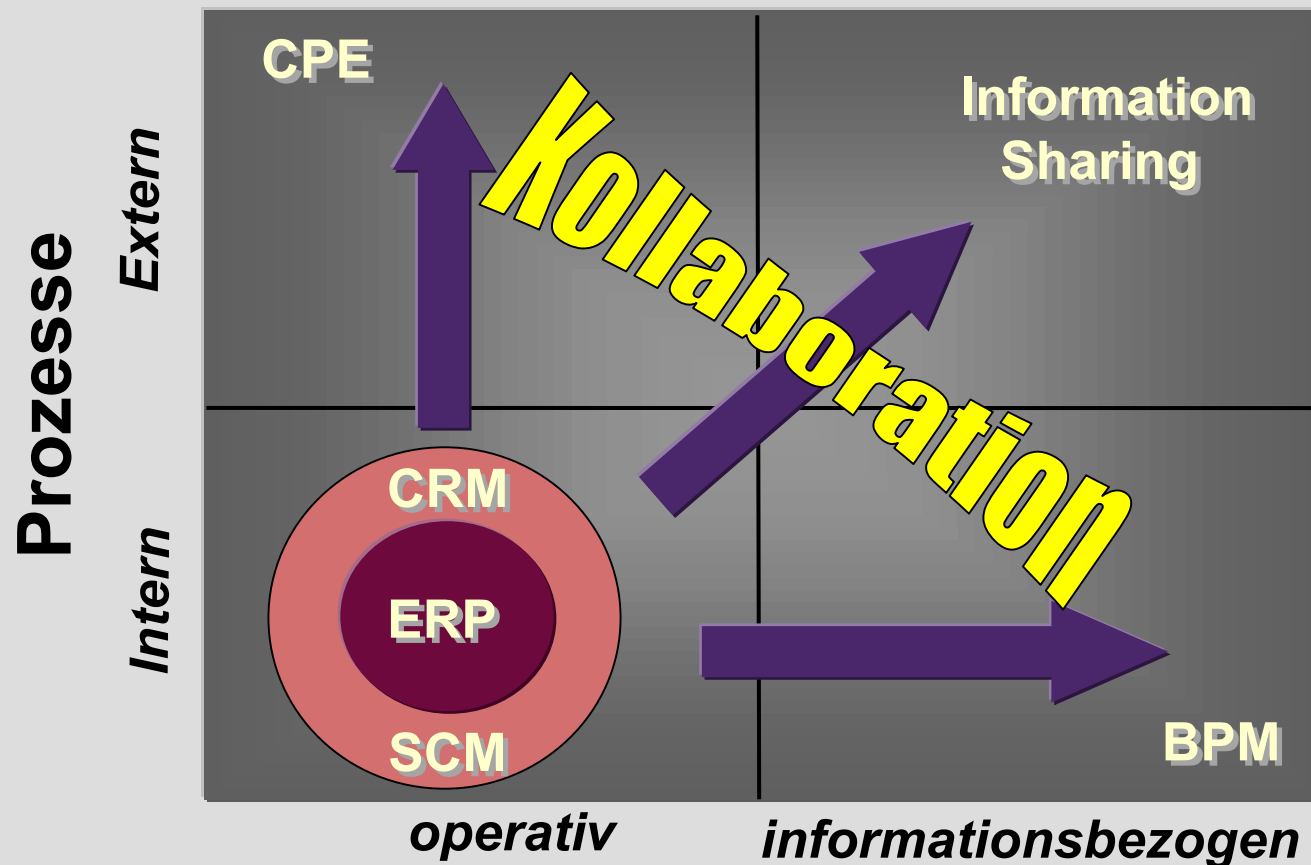 Prozesse
Extern
Intern
CPE
Information
Sharing
Kollaboration
CRM
ERP
SCM
BPM
operativ
informationsbezogen